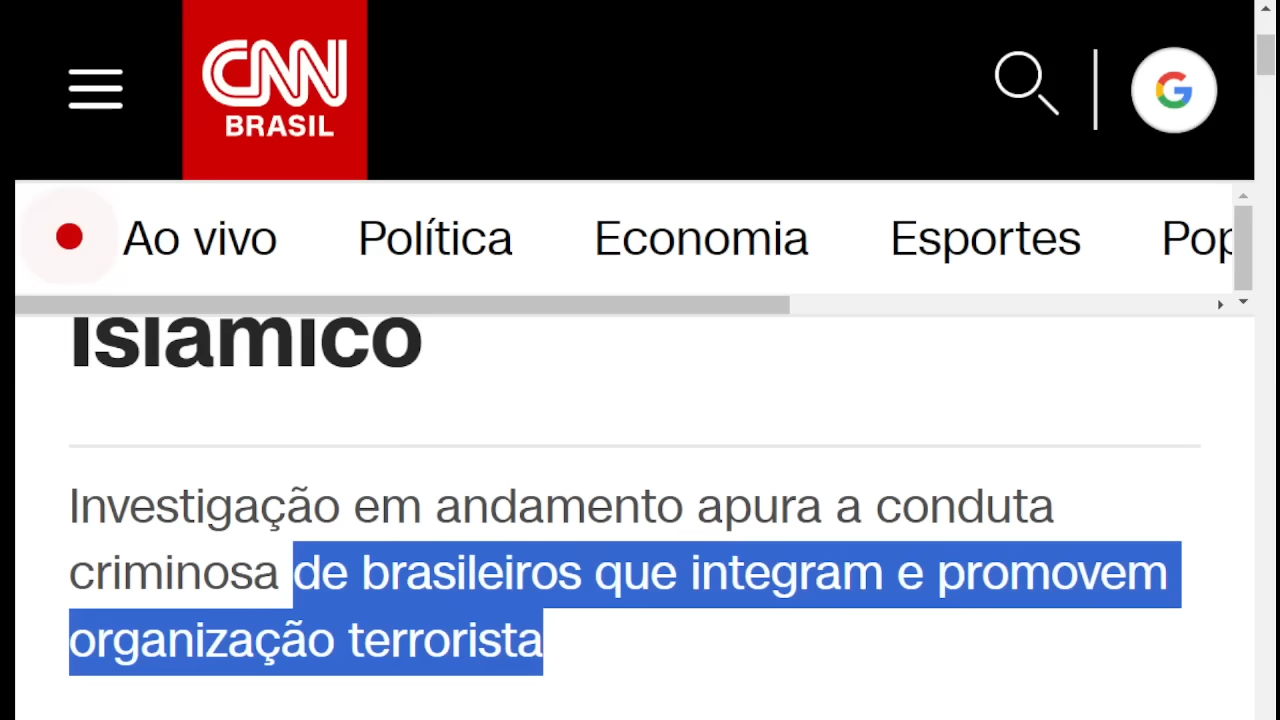 CNN
BRASIL
G
Ao vivo Política Economia Esportes Pop
Islâmico
Investigação em andamento apura a conduta
criminosa de brasileiros que integram e promovem
organização terrorista